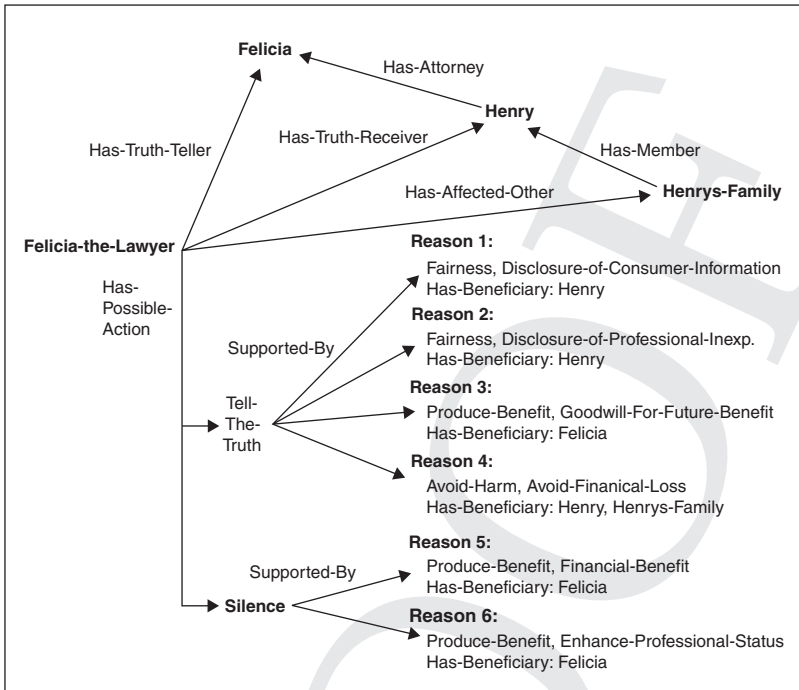 Felicia
Has-Attorney
Henry
Has-Truth-Teller
Has-Truth-Receiver
Has-Member
Has-Affected-Other
Henrys-Family
Felicia-the-Lawyer
Has-
Possible-
Action
Reason 1:
Fairness, Disclosure-of-Consumer-Information
Has-Beneficiary: Henry
Reason 2:
Fairness, Disclosure-of-Professional-Inexp.
Has-Beneficiary: Henry
Supported-By
Tell-
The-
Truth
Reason 3:
Produce-Benefit, Goodwill-For-Future-Benefit
Has-Beneficiary: Felicia
Reason 4:
Avoid-Harm, Avoid-Finanical-Loss
Has-Beneficiary: Henry, Henrys-Family
Reason 5:
Produce-Benefit, Financial-Benefit
Has-Beneficiary: Felicia
Supported-By
Silence
Reason 6:
Produce-Benefit, Enhance-Professional-Status
Has-Beneficiary: Felicia